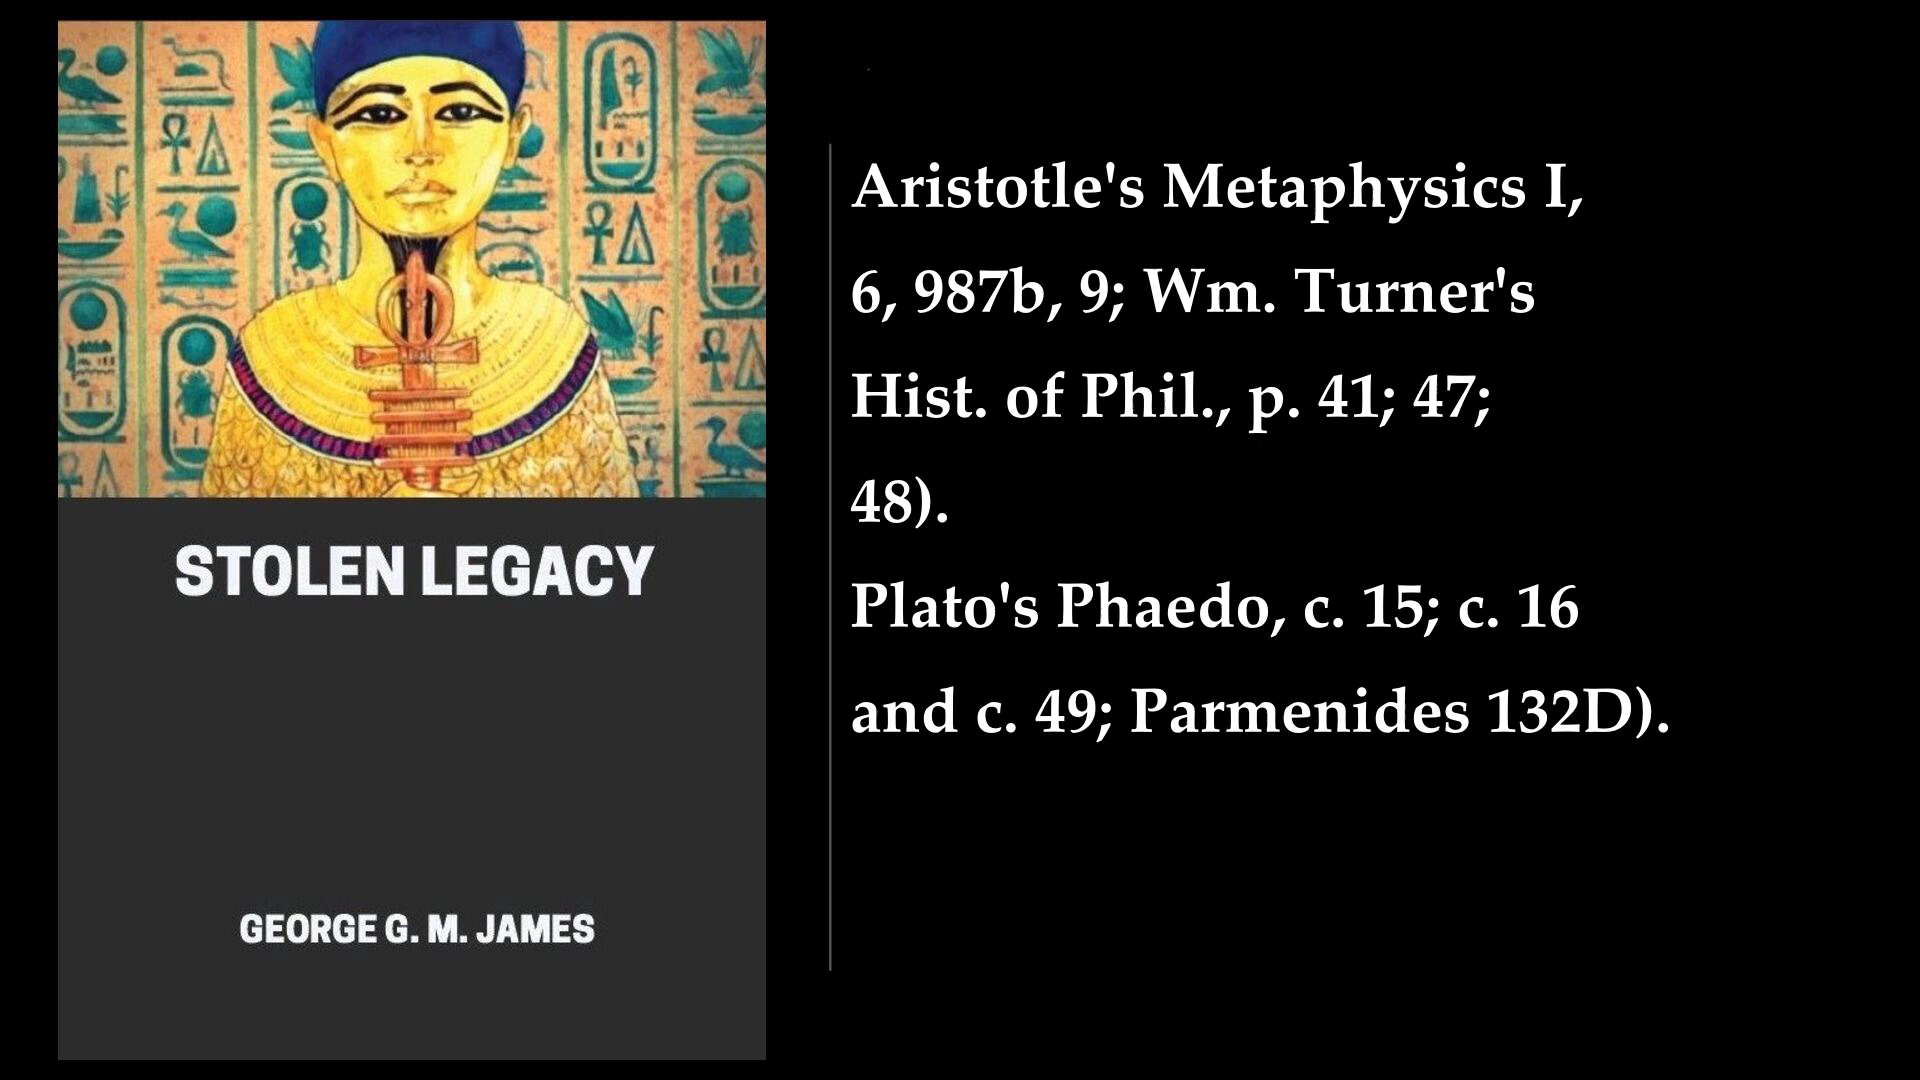 STOLEN LEGACY
GEORGE G. M. JAMES
Aristotle's Metaphysics I,
6, 987b, 9; Wm. Turner's
Hist. of Phil., p. 41; 47;
48).
Plato's Phaedo, c. 15; c. 16
and c. 49; Parmenides 132D).